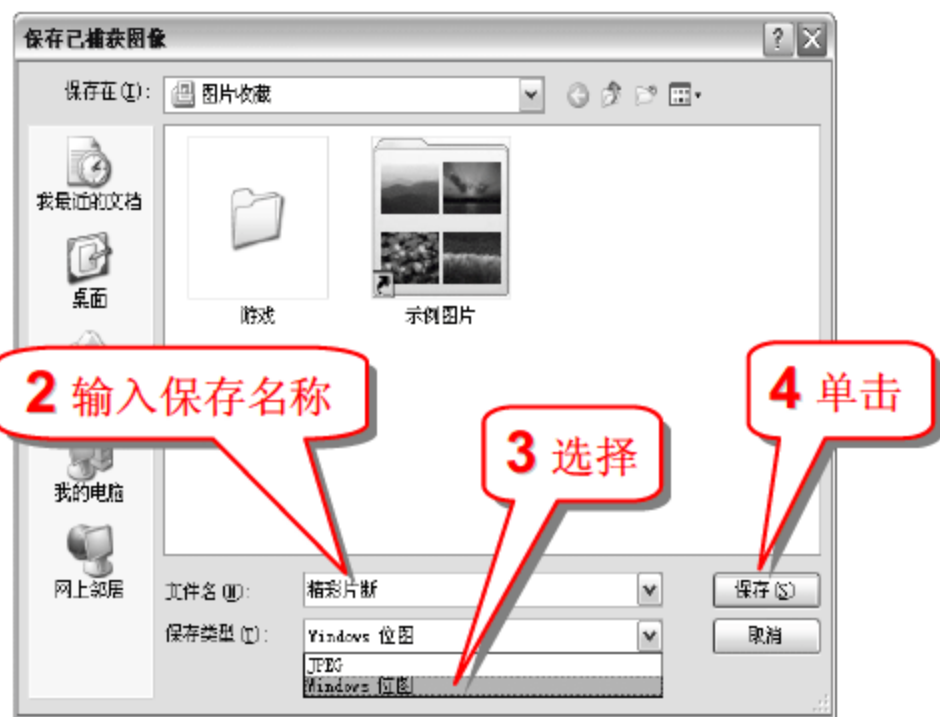 保存已捕获图像
保存在(I):
图片收藏
我最近的文档
桌面
游戏
示例图片
2 输入保存名称
3 选择
4 单击
我的电脑
网上邻居
文件名(N):
精彩片断
保存(S)
保存类型(T):
Windows 位图
取消
JPEG
Windows 位图